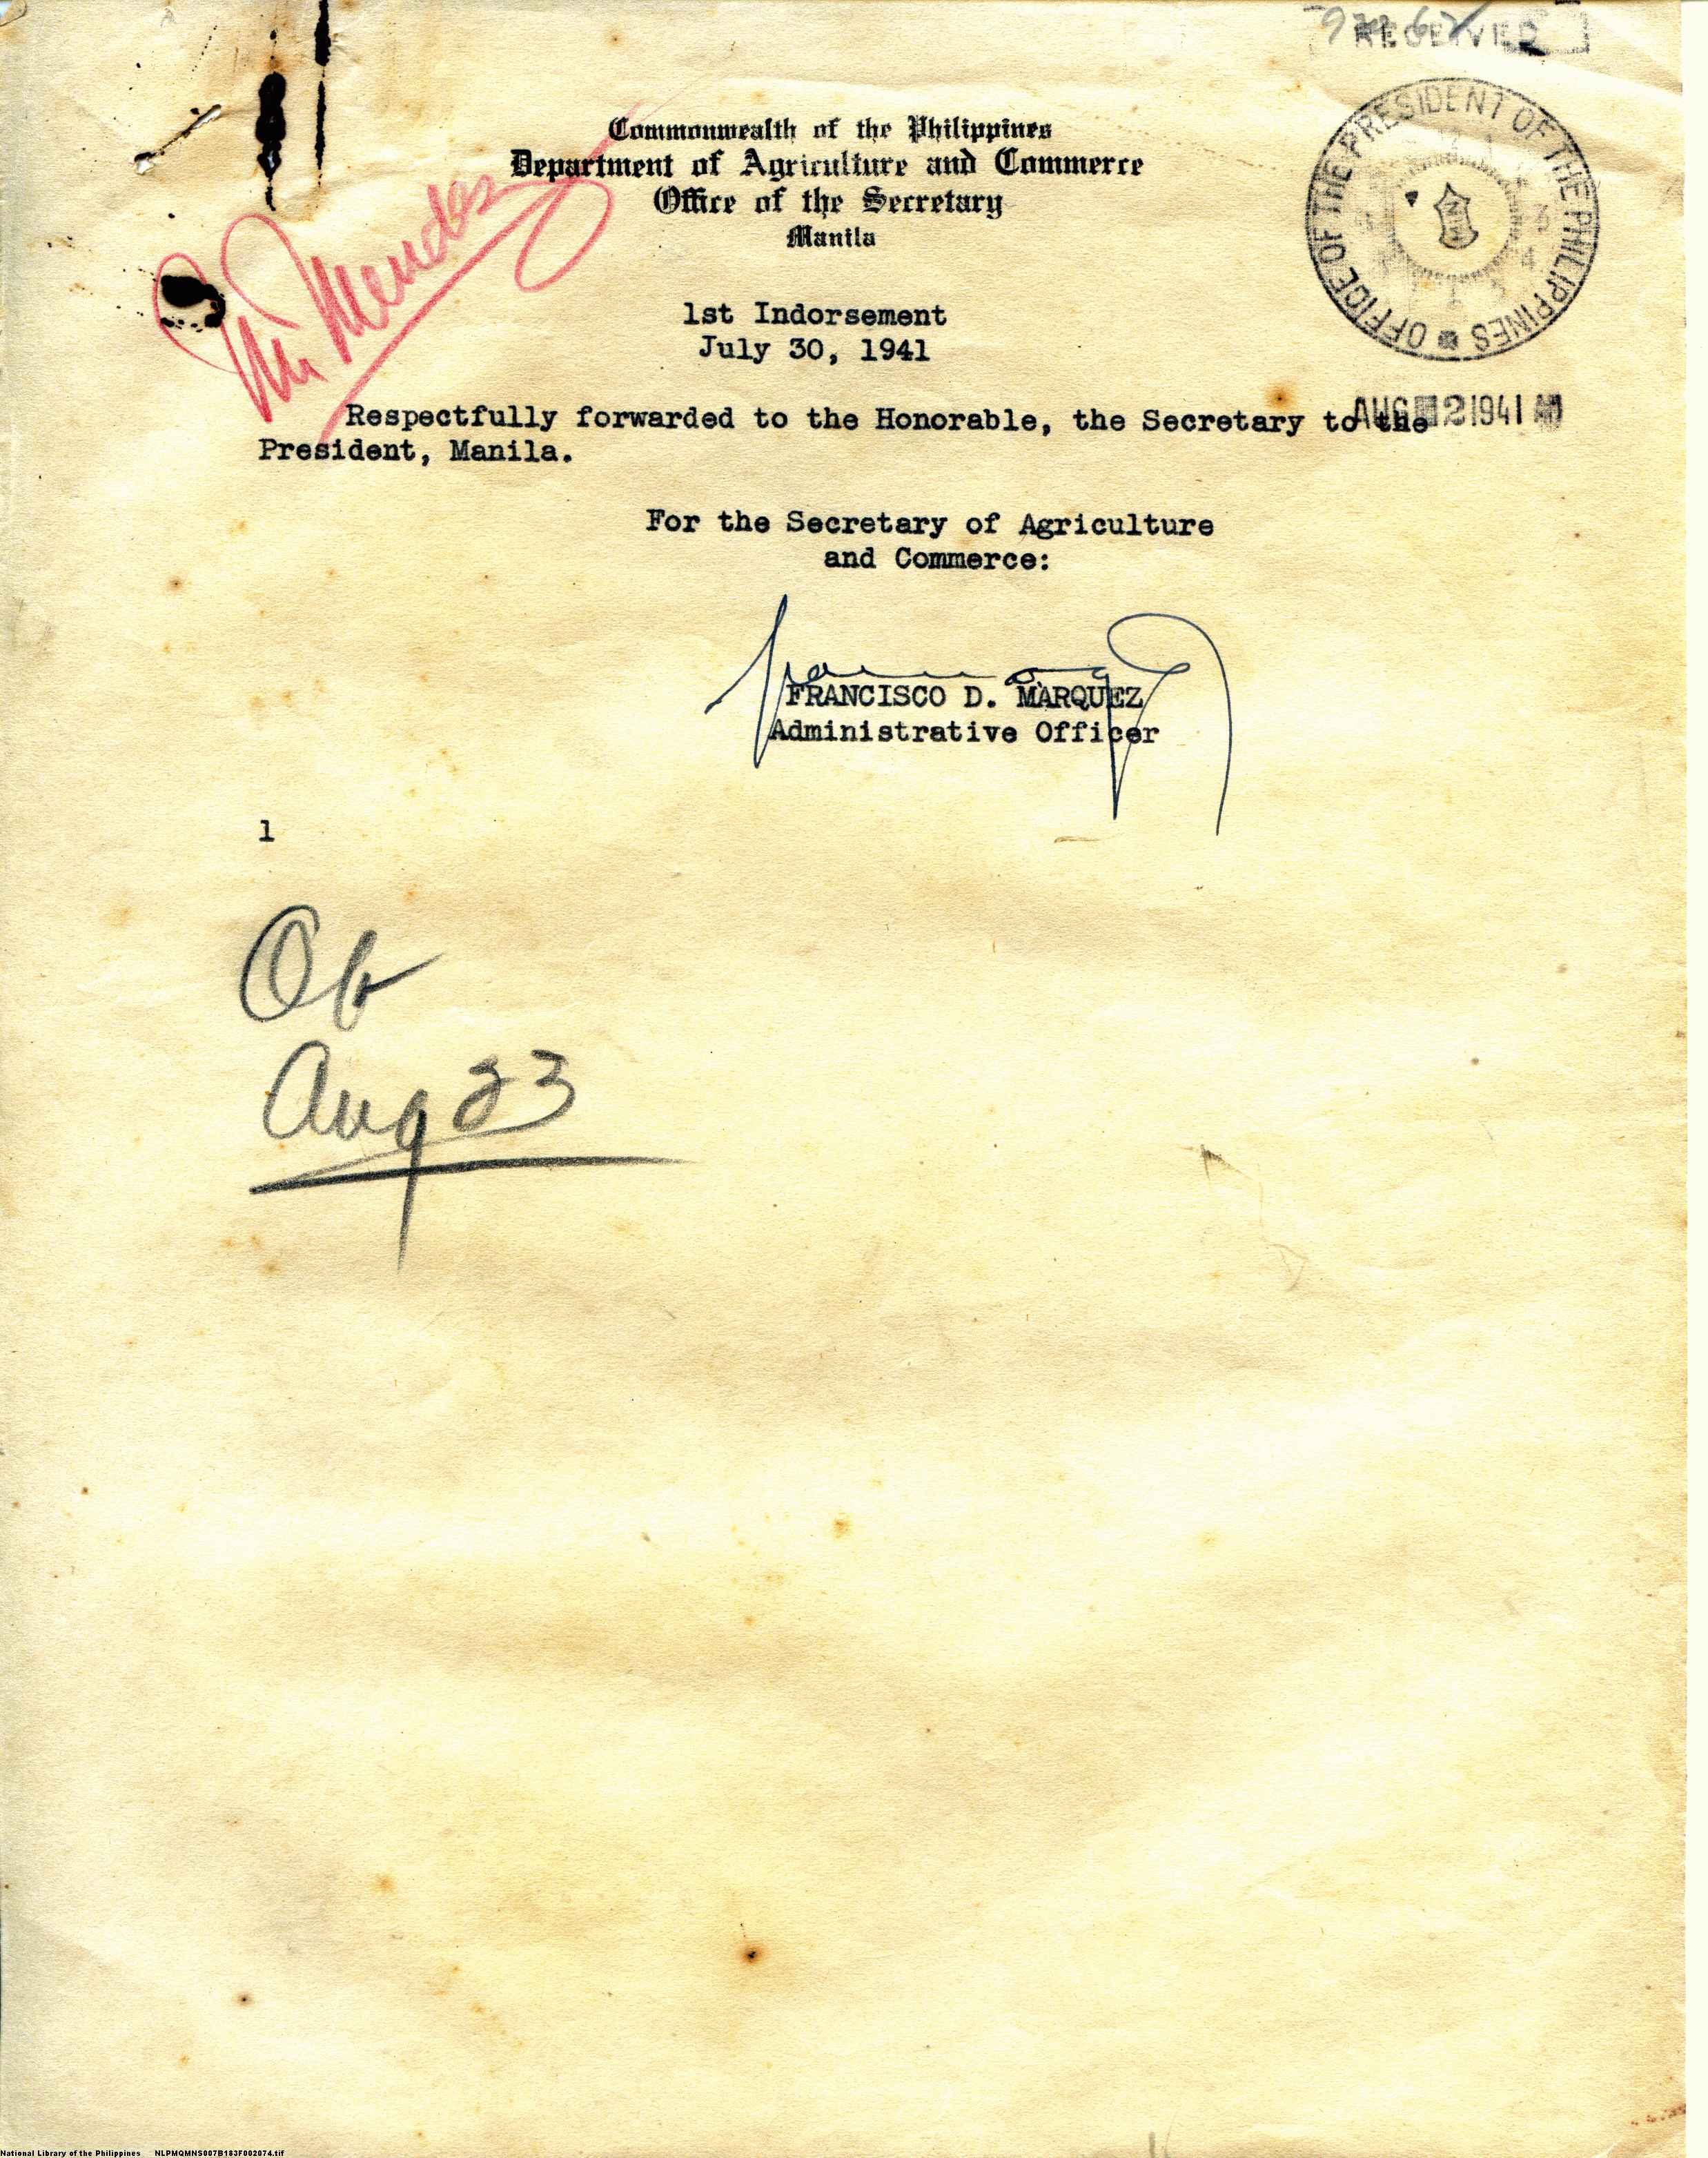 RECEIVED
Commonwealth of the Philippines
Department of Agriculture and Commerce
Office of the Secretary
Manila
OFFICE OF THE PRESIDENT OF THE PHILIPPINES
1st Indorsement
July 30, 1941
AUG 2 1941
Respectfully forwarded to the Honorable, the Secretary to the
President, Manila.
For the Secretary of Agriculture
and Commerce:
FRANCISCO D. MARQUEZ
Administrative Officer
1
Aug 23
National Library of the Philippines NLPMQMNS007B183F002074.tif